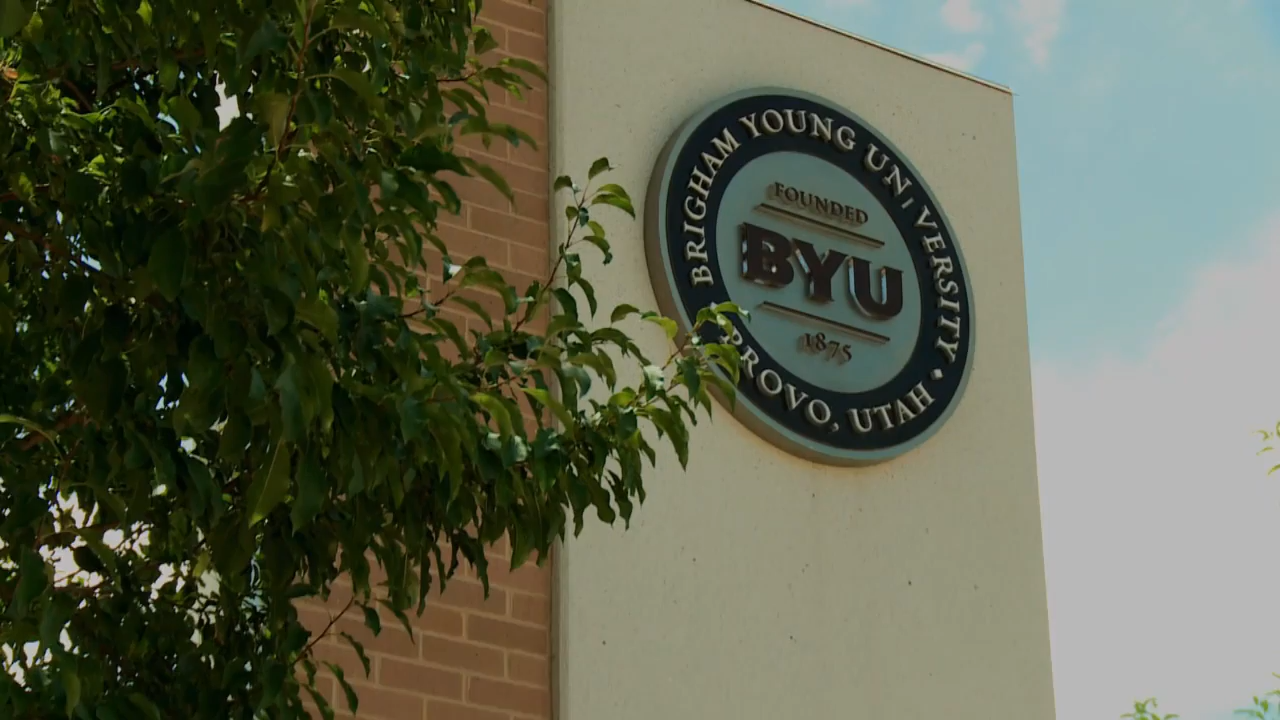 BRIGHAM YOUNG UNIVERSITY
FOUNDED
BYU
1875
• PROVO, UTAH •